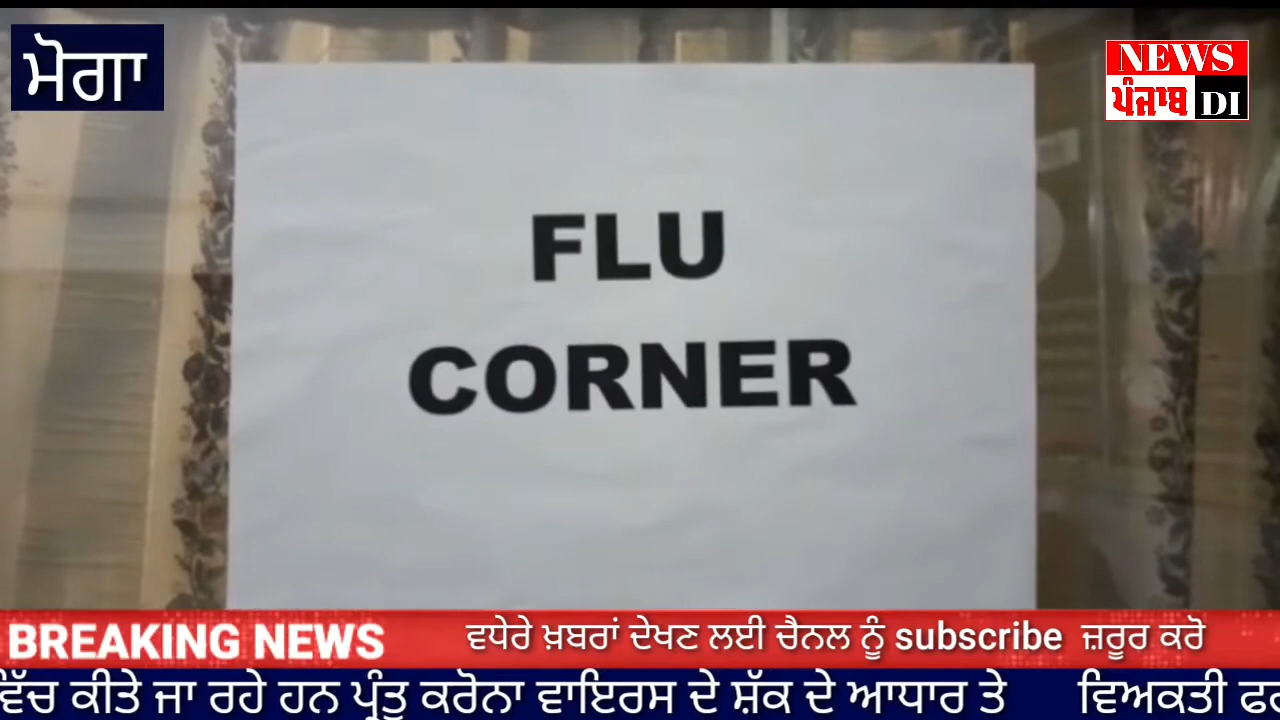 ਮੋਗਾ
NEWS
ਪੰਜਾਬ DI
FLU
CORNER
BREAKING NEWS
ਵਧੇਰੇ ਖ਼ਬਰਾਂ ਦੇਖਣ ਲਈ ਚੈਨਲ ਨੂੰ subscribe ਜ਼ਰੂਰ ਕਰੋ
ਵਿੱਚ ਕੀਤੇ ਜਾ ਰਹੇ ਹਨ ਪ੍ਰੰਤੂ ਕਰੋਨਾ ਵਾਇਰਸ ਦੇ ਸ਼ੱਕ ਦੇ ਆਧਾਰ ਤੇ ਵਿਅਕਤੀ